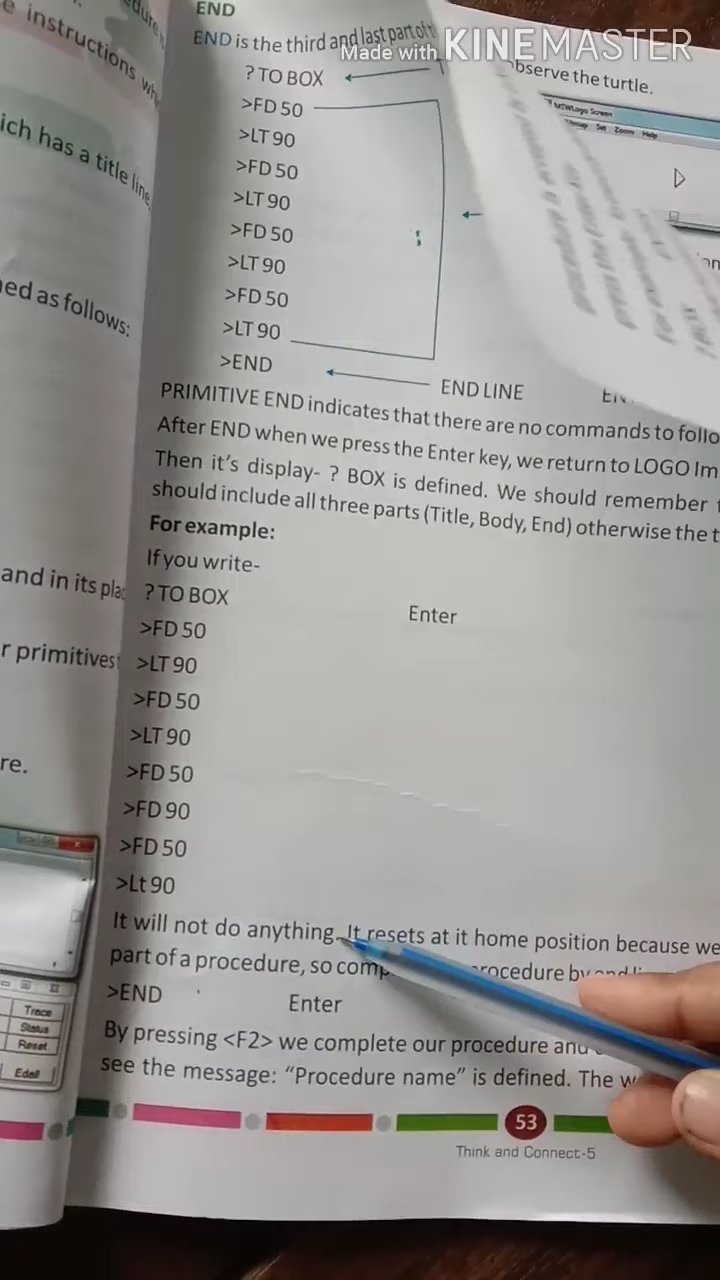 END
END is the third and last part of
Made with KINEMASTER
bserve the turtle.
? TO BOX
>FD 50
>LT 90
>FD 50
>LT 90
>FD 50
>LT 90
>FD 50
>LT 90
>END
END LINE
PRIMITIVE END indicates that there are no commands to follo
After END when we press the Enter key, we return to LOGO Im
Then it's display- ? BOX is defined. We should remember
should include all three parts (Title, Body, End) otherwise the
For example:
If you write-
? TO BOX
Enter
>FD 50
>LT 90
>FD 50
>LT 90
>FD 50
>FD 90
>FD 50
>Lt 90
It will not do anything. It resets at it home position because we
part of a procedure, so comp rocedure by
>END
Enter
By pressing <F2> we complete our procedure and
see the message: "Procedure name" is defined. The
53
Think and Connect-5
e instructions
ich has a title line
ed as follows:
and in its
r primitives
re.
Trace
Status
Reset
Edall
MSWLogo Screen
Set Zoom Help